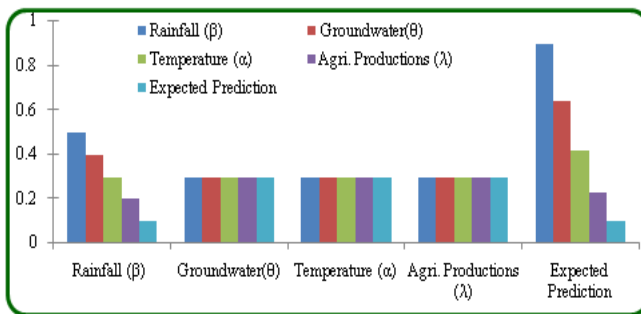 1
Rainfall (β) Groundwater(θ)
Temperature (α) Agri. Productions (λ)
Expected Prediction
0.8
0.6
0.4
0.2
0
Rainfall (β) Groundwater(θ) Temperature (α) Agri. Productions (λ) Expected Prediction